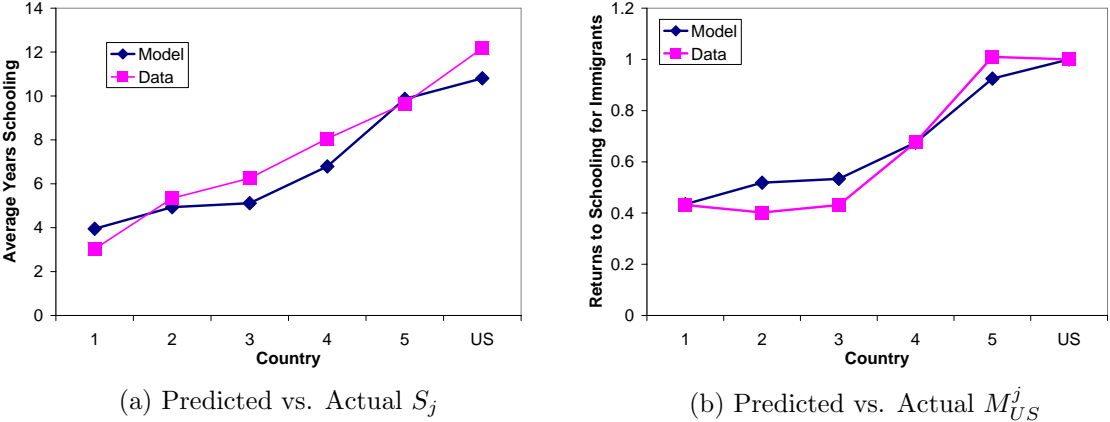 14
12
10
8
6
4
2
0
Average Years Schooling
Model
Data
1 2 3 4 5 US
Country
(a) Predicted vs. Actual $S_j$
1.2
1
0.8
0.6
0.4
0.2
0
Returns to Schooling for Immigrants
Model
Data
1 2 3 4 5 US
Country
(b) Predicted vs. Actual $M_{US}^j$